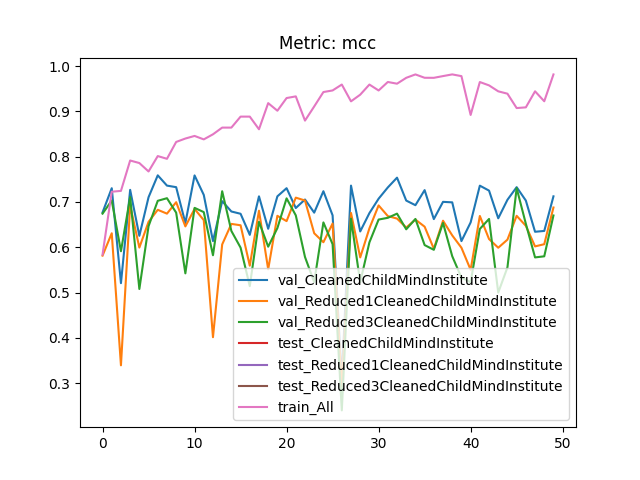 Metric: mcc
1.0
0.9
0.8
0.7
0.6
0.5
0.4
0.3
val_CleanedChildMindInstitute
val_Reduced1CleanedChildMindInstitute
val_Reduced3CleanedChildMindInstitute
test_CleanedChildMindInstitute
test_Reduced1CleanedChildMindInstitute
test_Reduced3CleanedChildMindInstitute
train_All
0 10 20 30 40 50